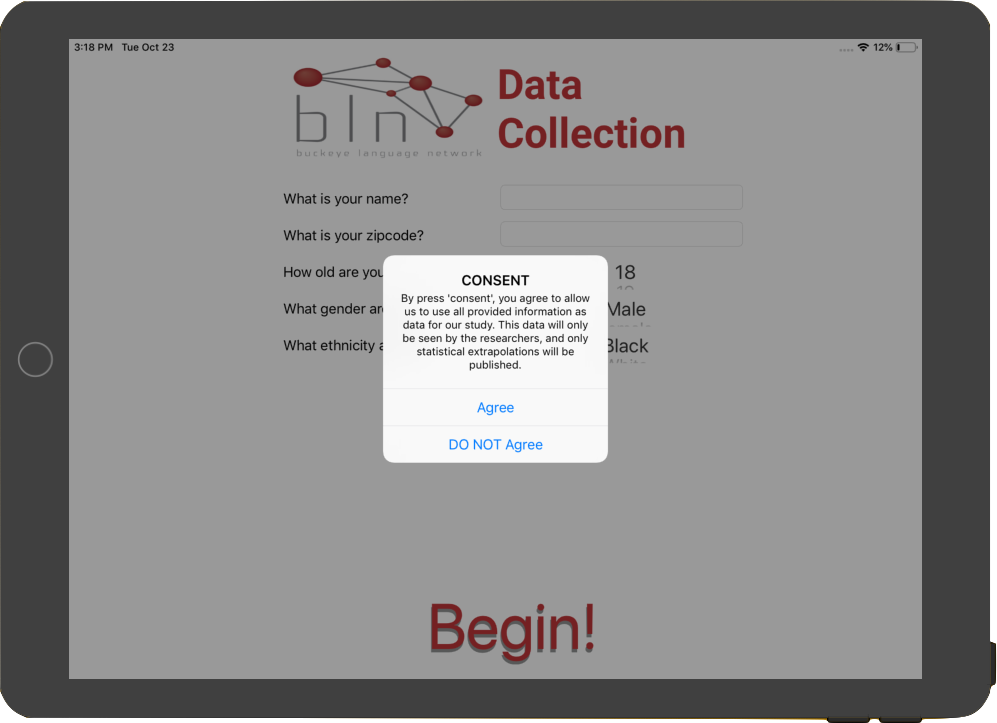 3:18 PM Tue Oct 23
12%
bln
buckeye language network
Data
Collection
What is your name?
What is your zipcode?
How old are you
18
What gender ar
Male
What ethnicity a
Black
CONSENT
By press 'consent', you agree to allow
us to use all provided information as
data for our study. This data will only
be seen by the researchers, and only
statistical extrapolations will be
published.
Agree
DO NOT Agree
Begin!